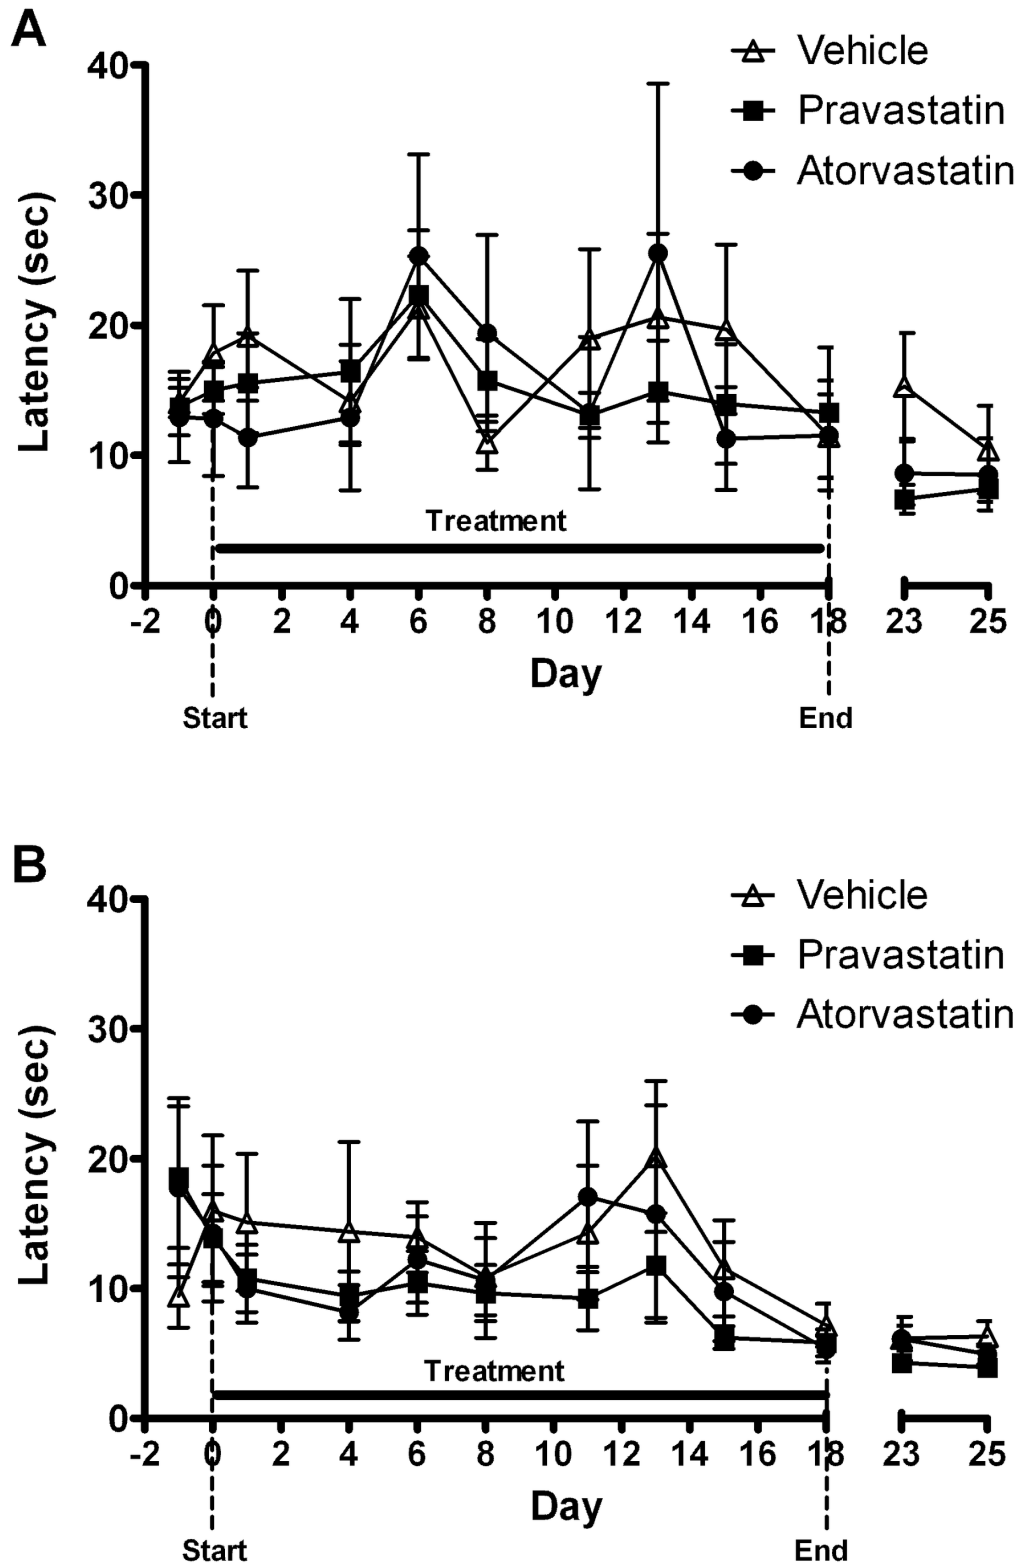 A
Vehicle
Pravastatin
Atorvastatin
Latency (sec)
40
30
20
10
0
Treatment
-2 0 2 4 6 8 10 12 14 16 18 23 25
Day
Start End
B
Vehicle
Pravastatin
Atorvastatin
Latency (sec)
40
30
20
10
0
Treatment
-2 0 2 4 6 8 10 12 14 16 18 23 25
Day
Start End